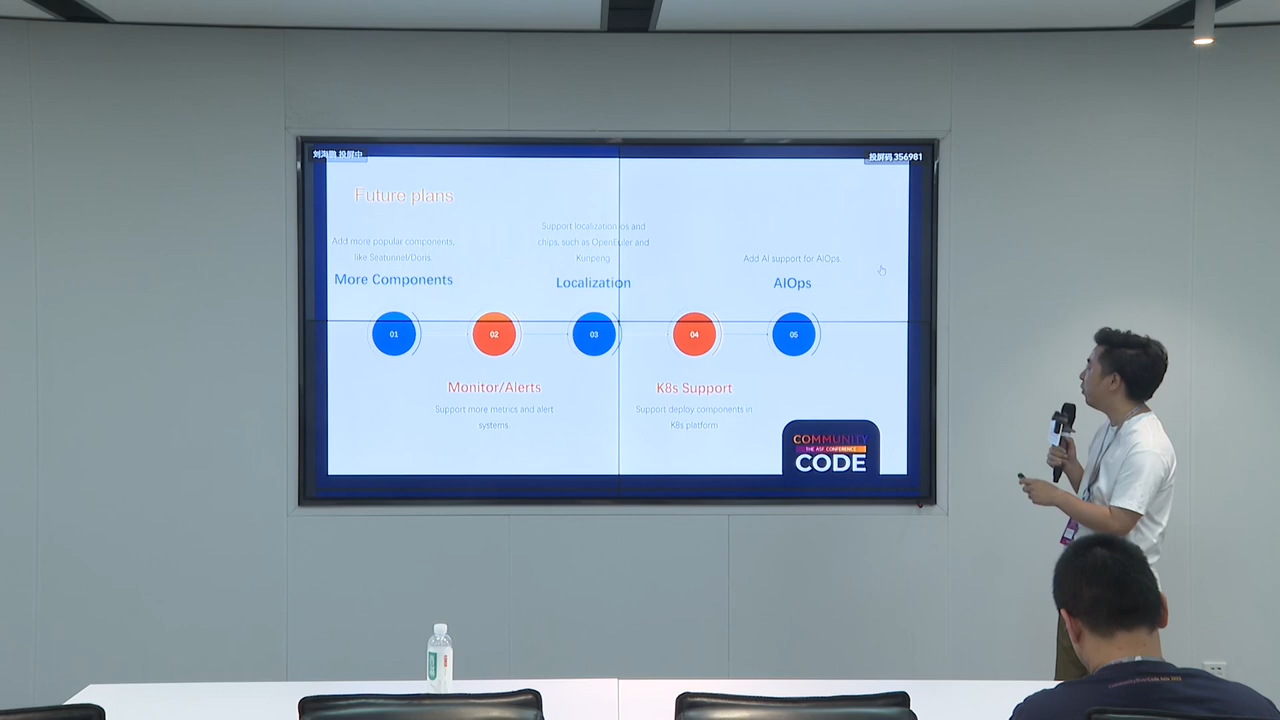 刘海鹏 投屏中
投屏码 356981
Future plans
Add more popular components,
like Seatunnel/Doris.
More Components
Support localization os and
chips, such as OpenEuler and
Kunpeng
Localization
Add AI support for AIOps.
AIOps
01
02
03
04
05
Monitor/Alerts
Support more metrics and alert
systems.
K8s Support
Support deploy components in
K8s platform
COMMUNITY
THE ASF CONFERENCE
CODE